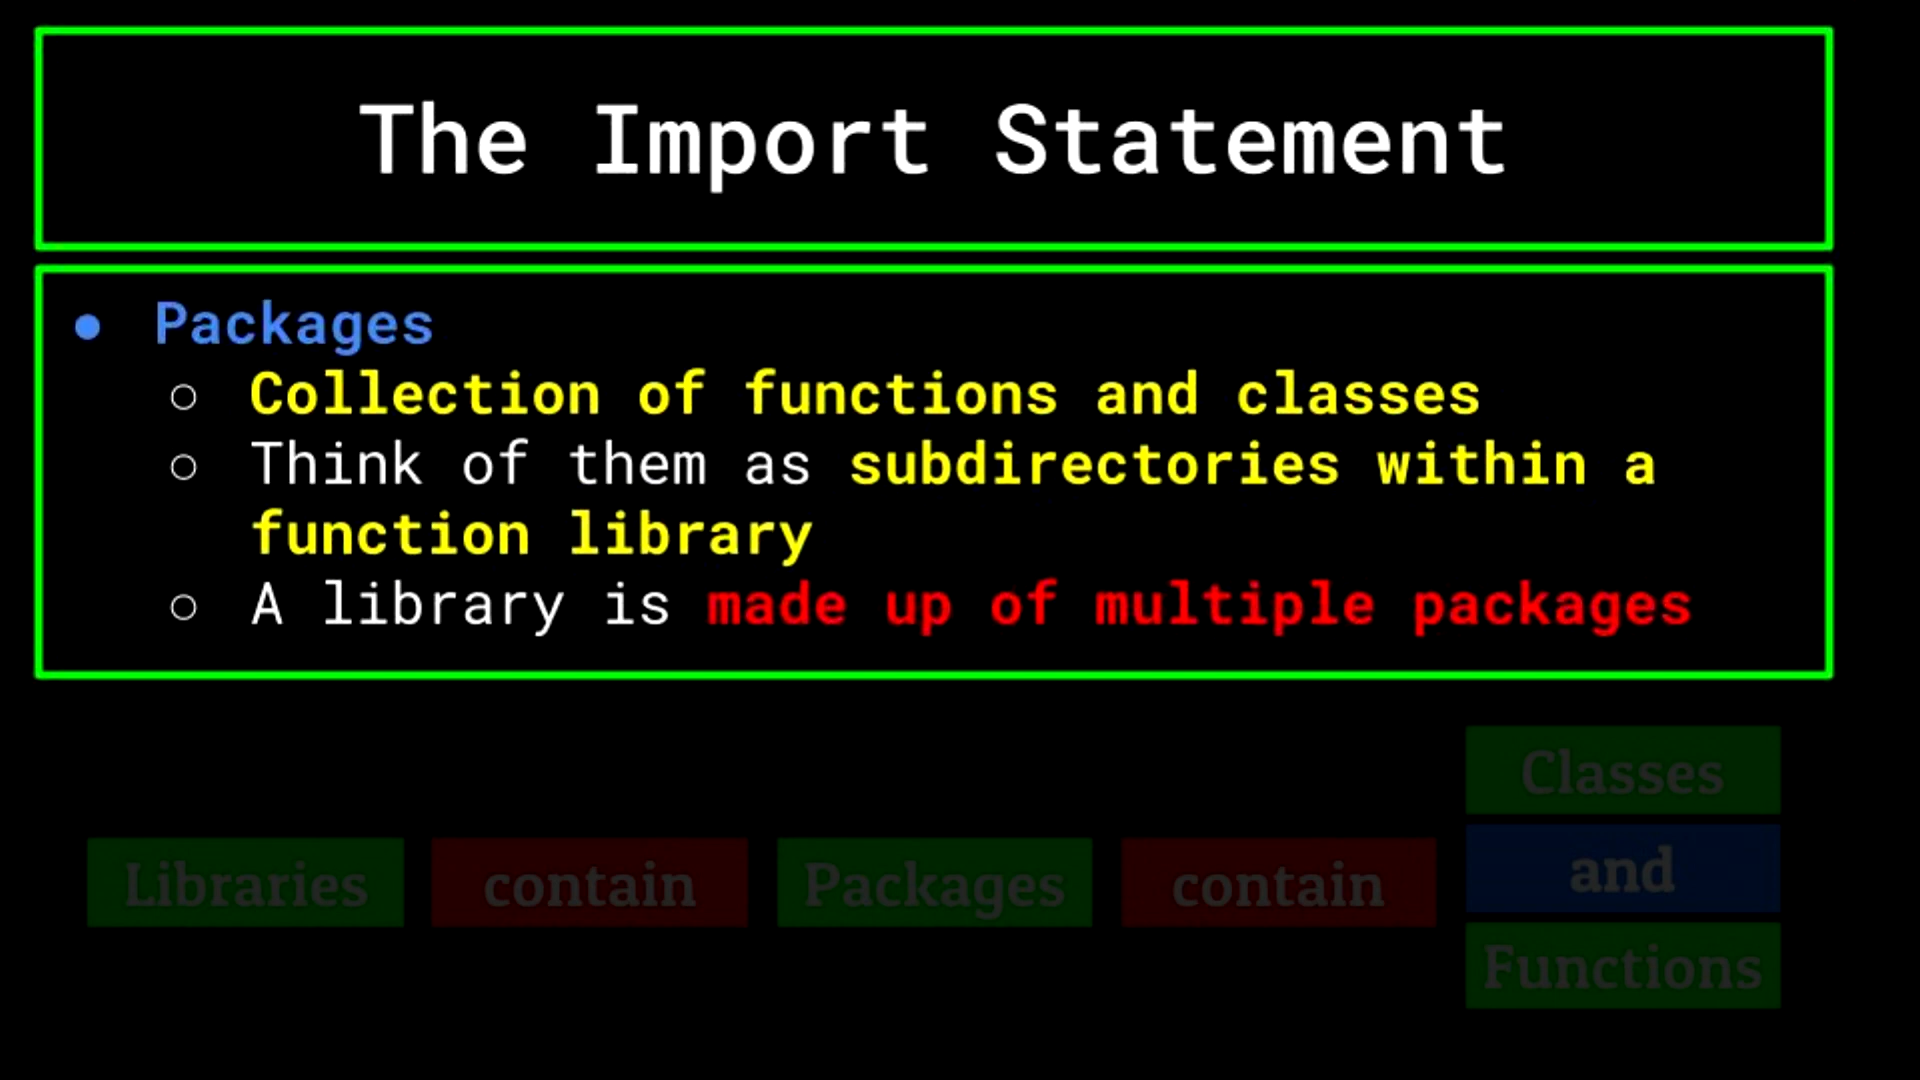 The Import Statement
● Packages
○ Collection of functions and classes
○ Think of them as subdirectories within a
function library
○ A library is made up of multiple packages
Classes
Libraries contain Packages contain and
Functions